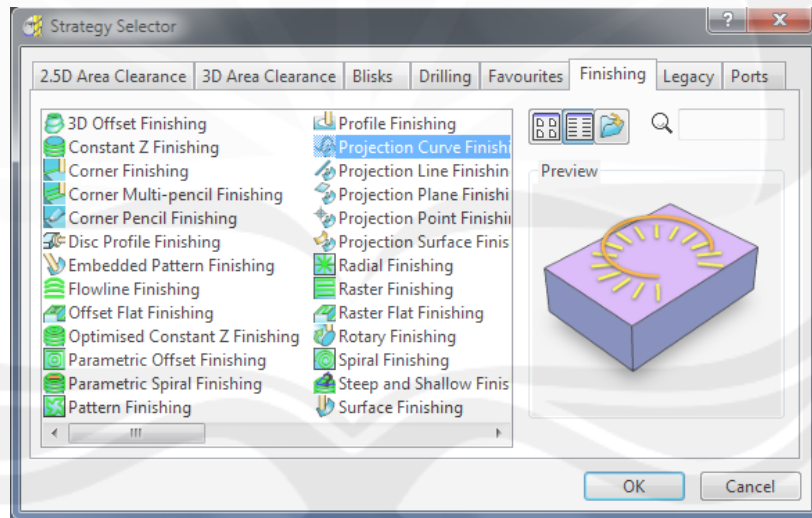 Strategy Selector
?
X
2.5D Area Clearance
3D Area Clearance
Blisks
Drilling
Favourites
Finishing
Legacy
Ports
3D Offset Finishing
Constant Z Finishing
Corner Finishing
Corner Multi-pencil Finishing
Corner Pencil Finishing
Disc Profile Finishing
Embedded Pattern Finishing
Flowline Finishing
Offset Flat Finishing
Optimised Constant Z Finishing
Parametric Offset Finishing
Parametric Spiral Finishing
Pattern Finishing
Profile Finishing
Projection Curve Finishi
Projection Line Finishin
Projection Plane Finishi
Projection Point Finishin
Projection Surface Finis
Radial Finishing
Raster Finishing
Raster Flat Finishing
Rotary Finishing
Spiral Finishing
Steep and Shallow Finis
Surface Finishing
Preview
OK
Cancel